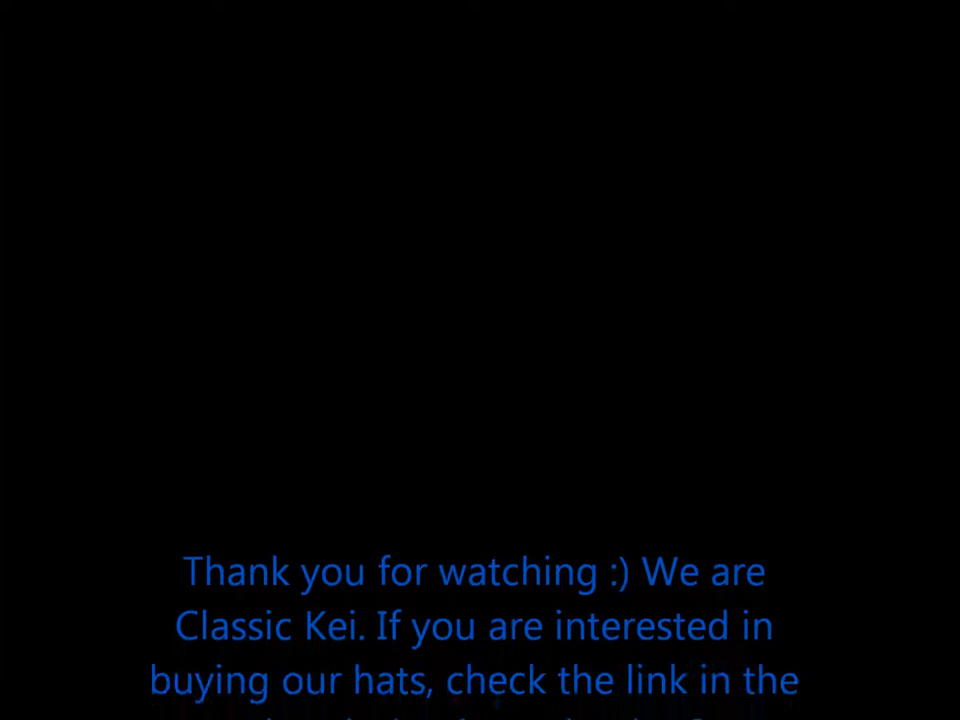 Thank you for watching :) We are
Classic Kei. If you are interested in
buying our hats, check the link in the